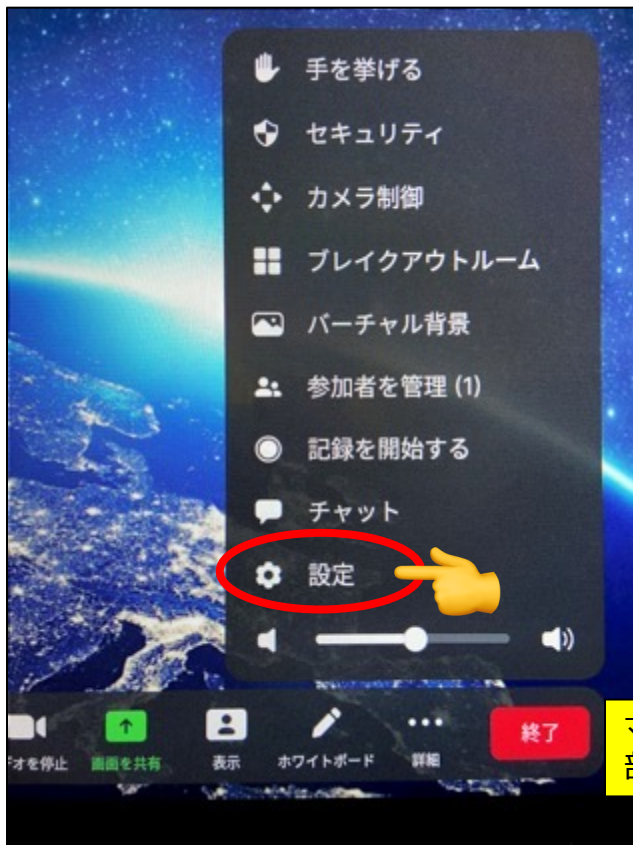 手を挙げる
セキュリティ
カメラ制御
ブレイクアウトルーム
バーチャル背景
参加者を管理 (1)
記録を開始する
チャット
設定
オを停止
画面を共有
表示
ホワイトボード
詳細
終了